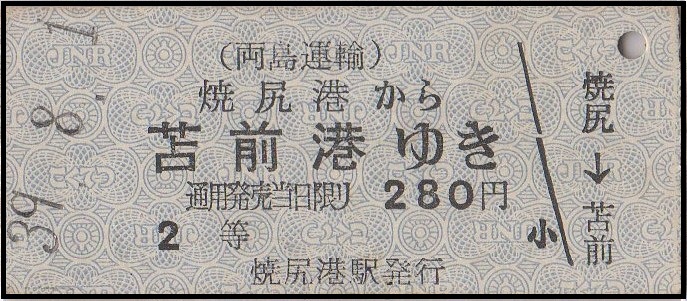 39. 8. 1
(両島運輸)
焼尻港から
苫前港ゆき
通用発売当日限り 280円
2 等
焼尻港駅発行
小
焼尻→苫前